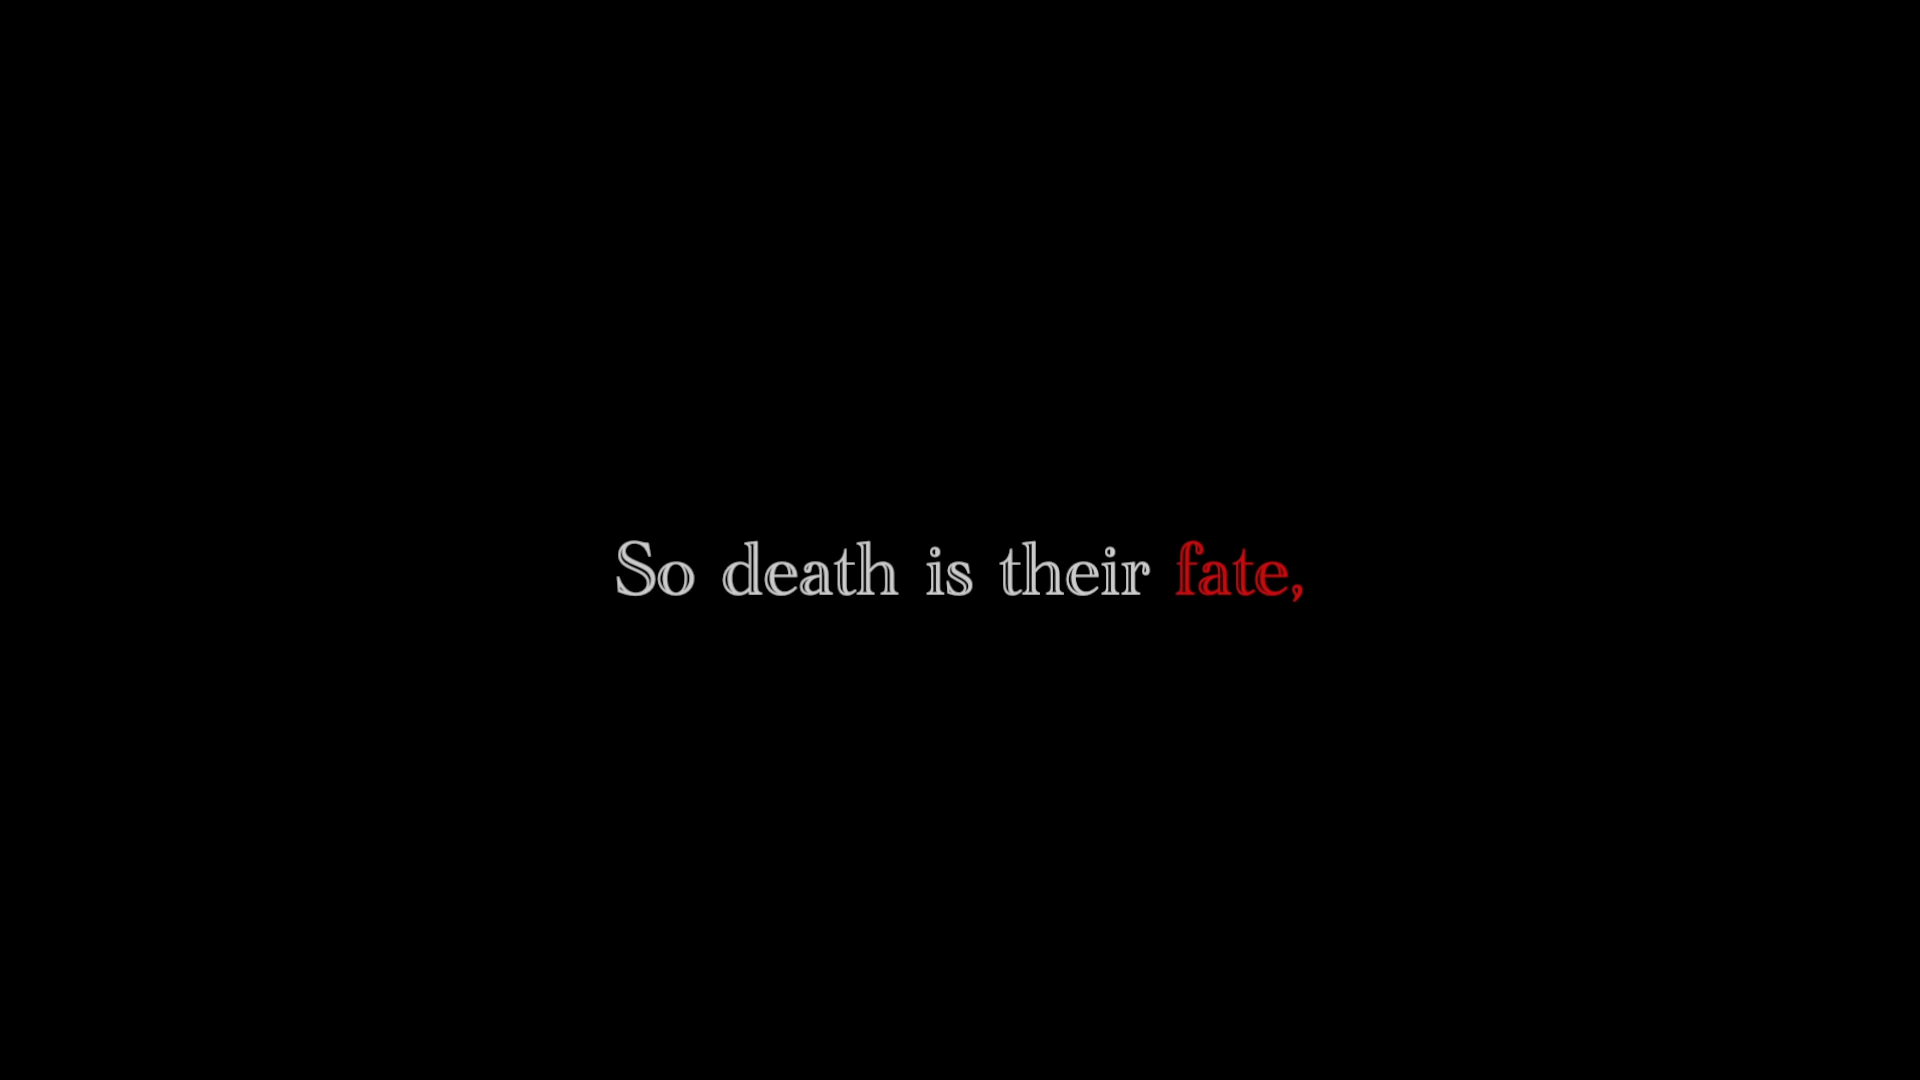 So death is their fate,